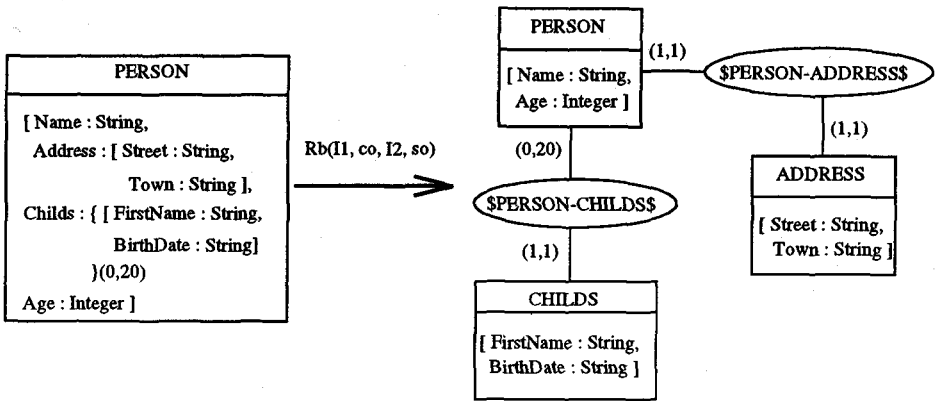 PERSON
[ Name : String,
Address : [ Street : String,
Town : String ],
Childs : { [ FirstName : String,
BirthDate : String]
}(0,20)
Age : Integer ]
Rb(I1, co, I2, so)
PERSON
[ Name : String,
Age : Integer ]
(1,1)
$PERSON-ADDRESS$
(1,1)
ADDRESS
[ Street : String,
Town : String ]
(0,20)
$PERSON-CHILDS$
(1,1)
CHILDS
[ FirstName : String,
BirthDate : String ]